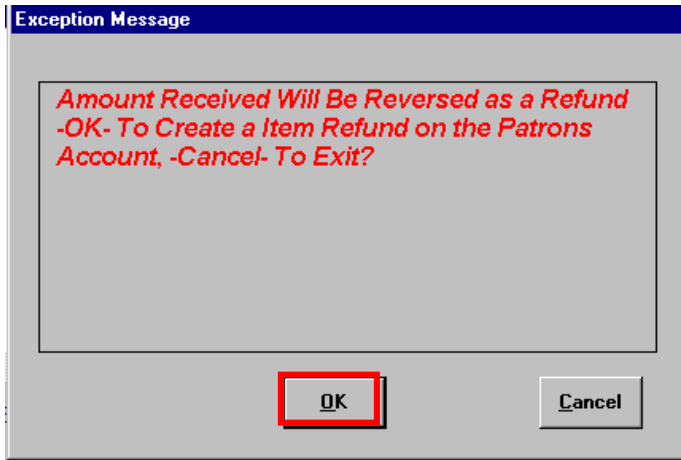 Exception Message
Amount Received Will Be Reversed as a Refund
-OK- To Create a Item Refund on the Patrons
Account, -Cancel- To Exit?
OK
Cancel